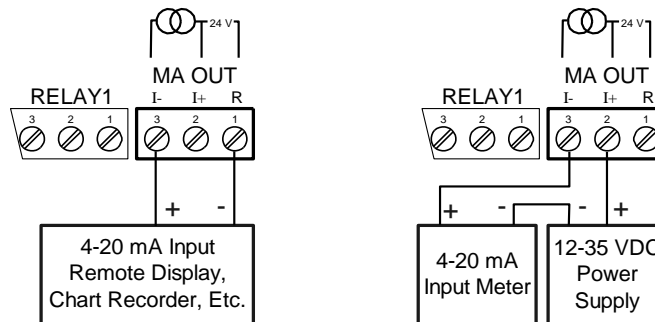 24 V
MA OUT
RELAY1 I- I+ R
3 2 1 3 2 1
+ -
4-20 mA Input
Remote Display,
Chart Recorder, Etc.
24 V
MA OUT
RELAY1 I- I+ R
3 2 1 3 2 1
+ - - +
4-20 mA
Input Meter
12-35 VDC
Power
Supply